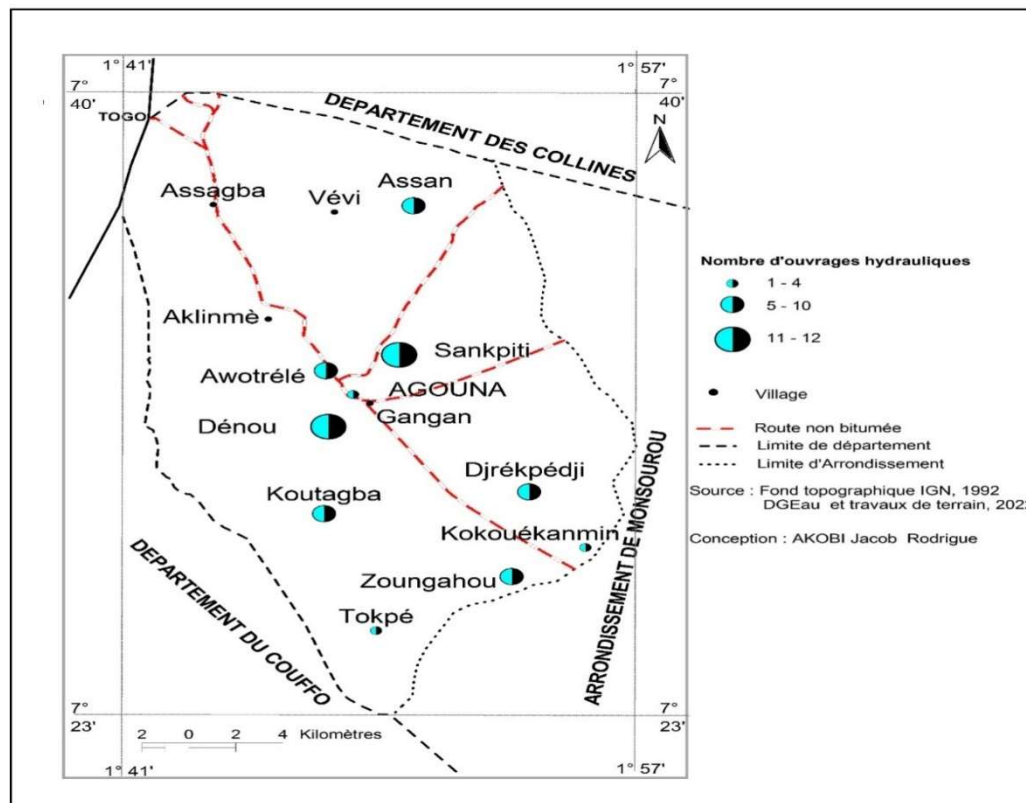 1° 41'
1° 57'
7°
40'
7°
40'
TOGO
DEPARTEMENT DES COLLINES
N
Assagba
Vévi
Assan
Aklinmè
Sankpiti
Awotrélé
AGOUNA
Gangan
Dénou
Djrékpédji
Koutagba
Kokouékanmin
Zoungahou
Tokpé
DEPARTEMENT DU COUFFO
ARRONDISSEMENT DE MONSOUROU
7°
23'
7°
23'
2 0 2 4 Kilomètres
1° 41'
1° 57'
Nombre d'ouvrages hydrauliques
1 - 4
5 - 10
11 - 12
Village
Route non bitumée
Limite de département
Limite d'Arrondissement
Source : Fond topographique IGN, 1992
DGEau et travaux de terrain, 202
Conception : AKOBI Jacob Rodrigue